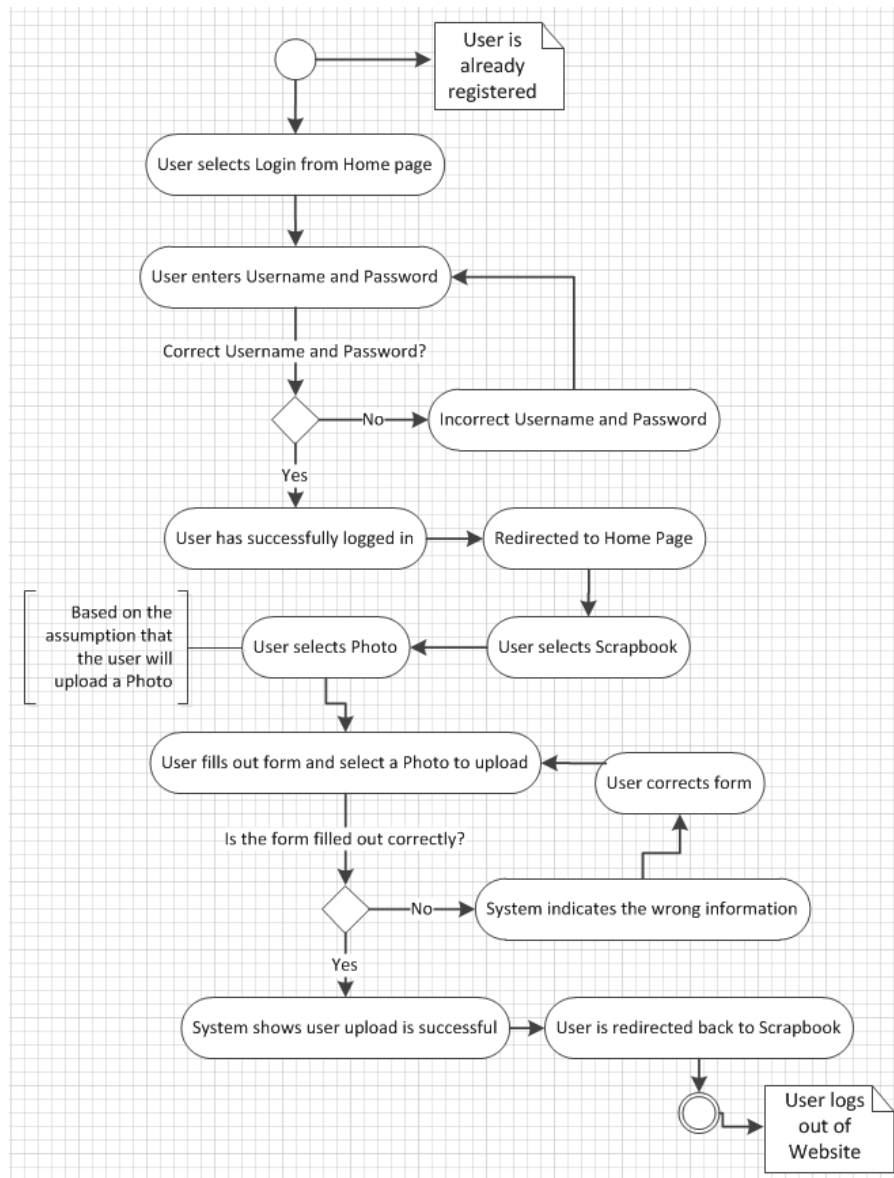 User is
already
registered
User selects Login from Home page
User enters Username and Password
Correct Username and Password?
No
Incorrect Username and Password
Yes
User has successfully logged in
Redirected to Home Page
Based on the
assumption that
the user will
upload a Photo
User selects Photo
User selects Scrapbook
User fills out form and select a Photo to upload
User corrects form
Is the form filled out correctly?
No
System indicates the wrong information
Yes
System shows user upload is successful
User is redirected back to Scrapbook
User logs
out of
Website